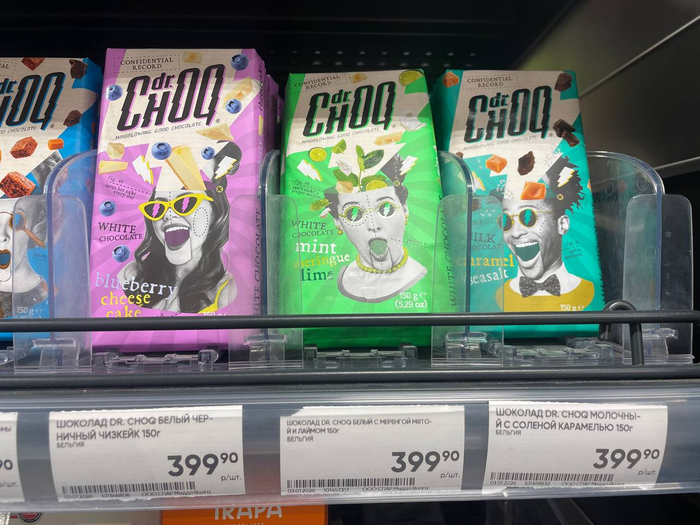 CONFIDENTIAL
RECORD
dr.
CHOQ
MINDBLOWING GOOD CHOCOLATE
WHITE
CHOCOLATE
blueberry
cheese
cake
CONFIDENTIAL
RECORD
dr.
CHOQ
MINDBLOWING GOOD CHOCOLATE
WHITE
CHOCOLATE
mint
meringue
lime
150 g e
(5,29 oz)
CONFIDENTIAL
RECORD
dr.
CHOQ
MINDBLOWING GOOD CHOCOLATE
MILK
CHOCOLATE
caramel
seasalt
150 g
150 g
ШОКОЛАД DR. CHOQ БЕЛЫЙ ЧЕР-
НИЧНЫЙ ЧИЗКЕЙК 150г
БЕЛЬГИЯ
399 90
р/шт.
ШОКОЛАД DR. CHOQ БЕЛЫЙ С МЕРЕНГОЙ МЯТО-
Й И ЛАЙМОМ 150г
БЕЛЬГИЯ
399 90
р/шт.
ШОКОЛАД DR. CHOQ МОЛОЧНЫ-
Й С СОЛЕНОЙ КАРАМЕЛЬЮ 150г
БЕЛЬГИЯ
399 90
р/шт.
90